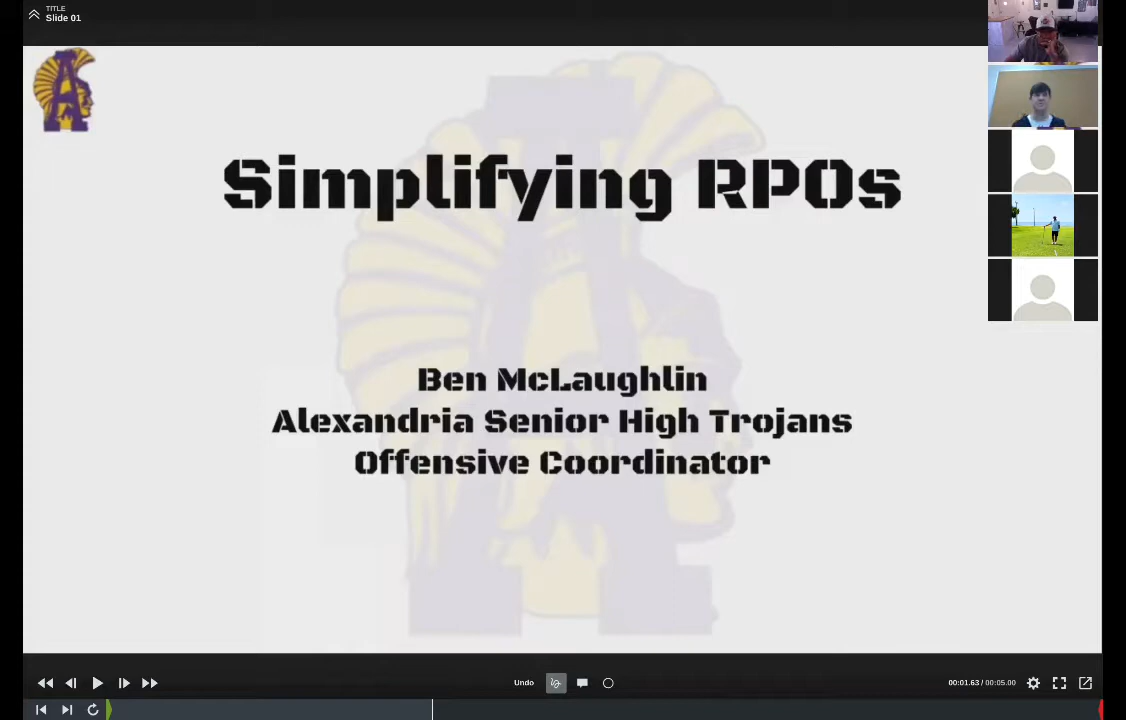 TITLE
Slide 01
Simplifying RPOs
Ben McLaughlin
Alexandria Senior High Trojans
Offensive Coordinator
Undo
00:01.63 / 00:05.00